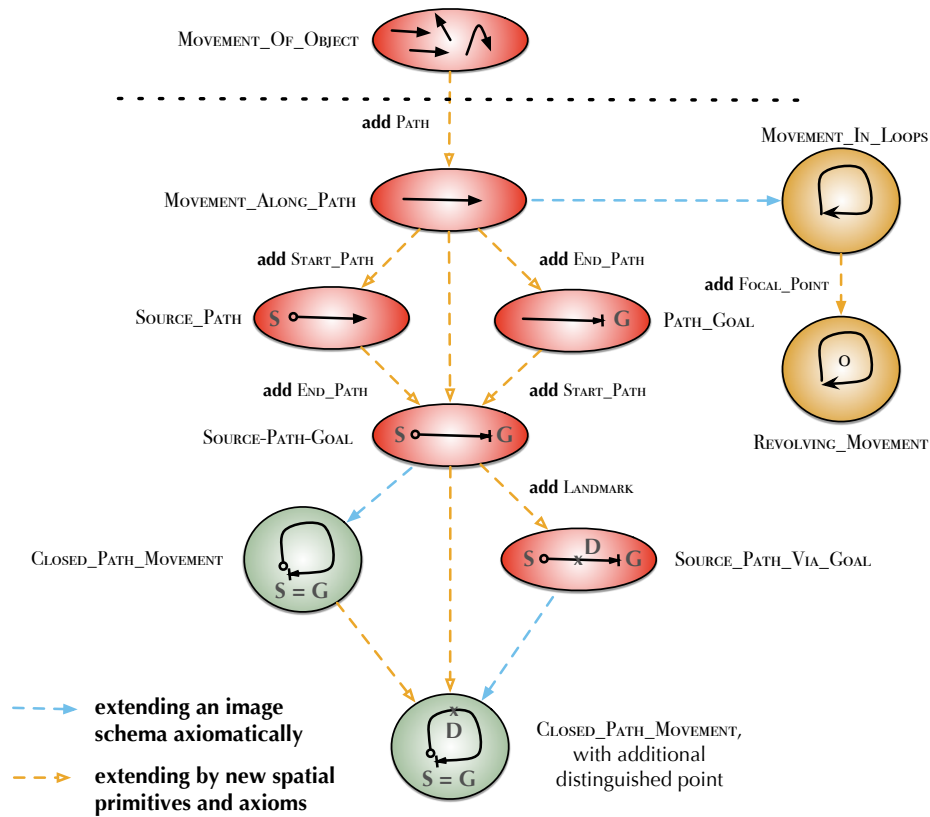 Movement_Of_Object
add Path
Movement_In_Loops
Movement_Along_Path
add Start_Path
add End_Path
add Focal_Point
Source_Path
S
G
Path_Goal
O
add End_Path
add Start_Path
Source-Path-Goal
S
G
Revolving_Movement
add Landmark
Closed_Path_Movement
S = G
S
x
D
G
Source_Path_Via_Goal
x
D
S = G
Closed_Path_Movement,
with additional
distinguished point
extending an image
schema axiomatically
extending by new spatial
primitives and axioms